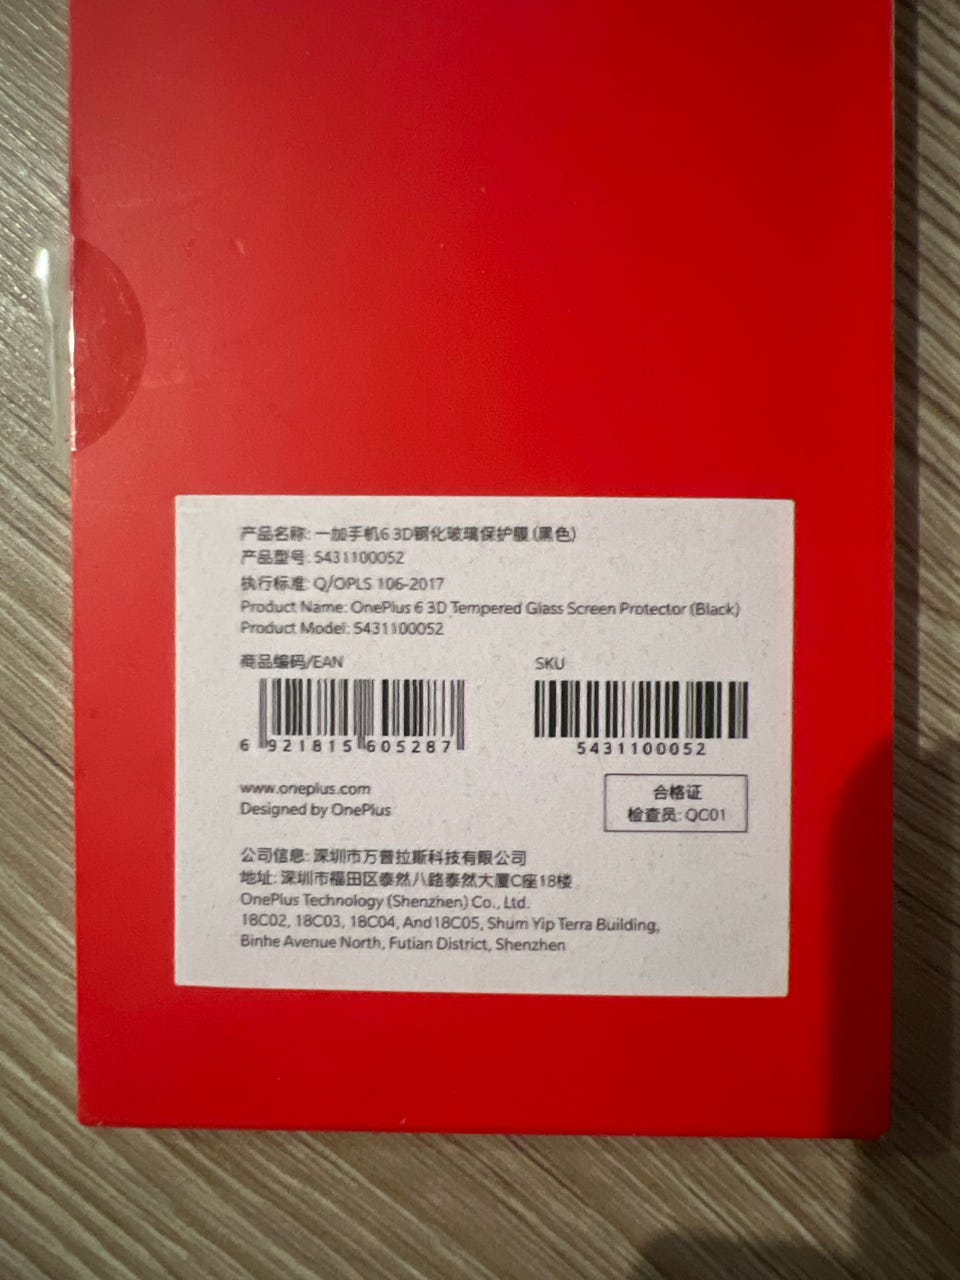 产品名称: 一加手机6 3D钢化玻璃保护膜 (黑色)
产品型号: 5431100052
执行标准: Q/OPLS 106-2017
Product Name: OnePlus 6 3D Tempered Glass Screen Protector (Black)
Product Model: 5431100052
商品编码/EAN
SKU
6 921815 605287
5431100052
www.oneplus.com
Designed by OnePlus
合格证
检查员: QC01
公司信息: 深圳市万普拉斯科技有限公司
地址: 深圳市福田区泰然八路泰然大厦C座18楼
OnePlus Technology (Shenzhen) Co., Ltd.
18C02, 18C03, 18C04, And18C05, Shum Yip Terra Building,
Binhe Avenue North, Futian District, Shenzhen